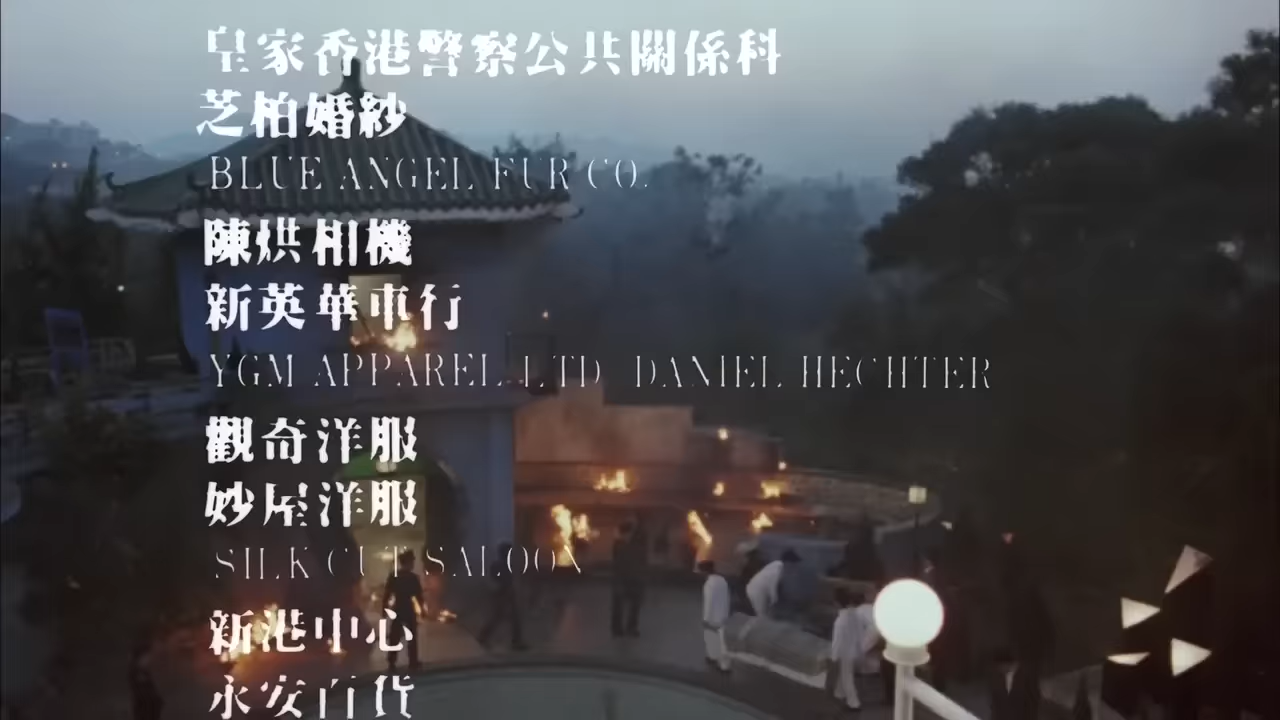 皇家香港警察公共關係科
芝柏婚紗
BLUE ANGEL FUR CO.
陳烘相機
新英華車行
YGM APPAREL LTD DANIEL HECHTER
觀奇洋服
妙屋洋服
SILK CUT SALOON
新港中心
永安百貨